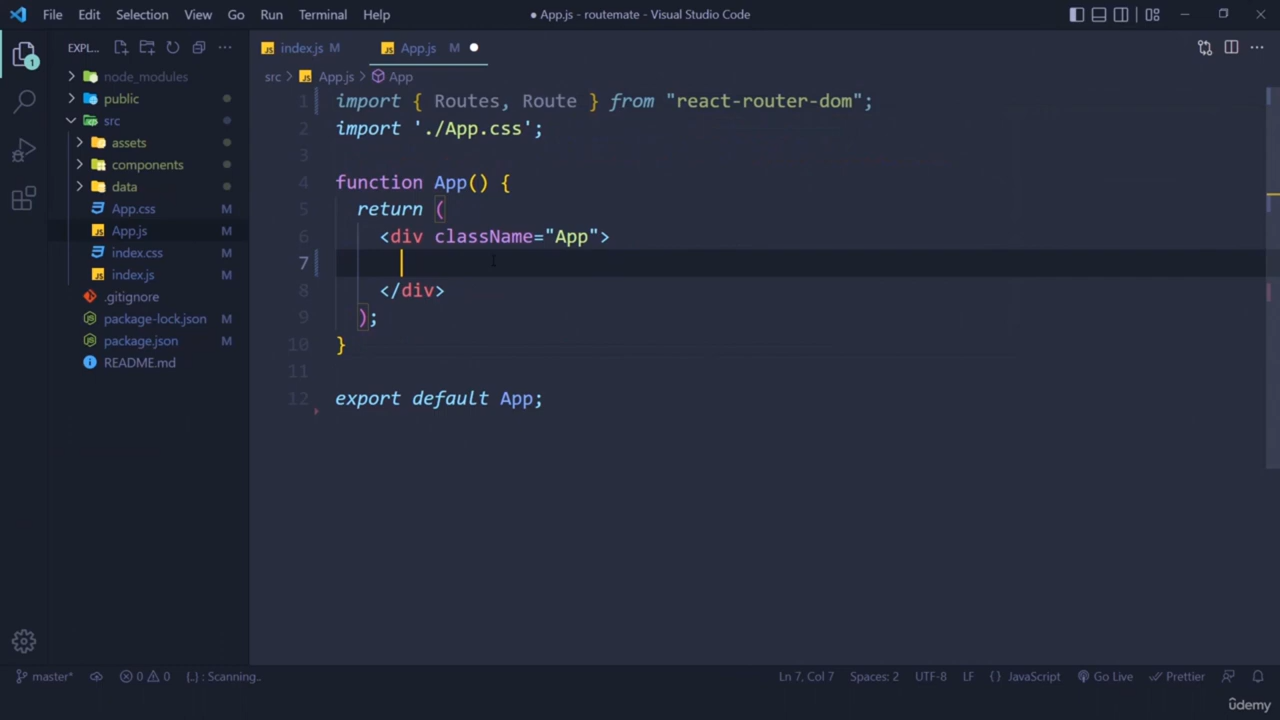 File Edit Selection View Go Run Terminal Help
● App.js - routemate - Visual Studio Code
EXPL...
index.js M
App.js M
src > App.js > App
1
node_modules
public
src
assets
components
data
App.css M
App.js M
index.css M
index.js M
.gitignore
package-lock.json M
package.json M
README.md
1 import { Routes, Route } from "react-router-dom";
2 import './App.css';
3
4 function App() {
5 return (
6 <div className="App">
7
8 </div>
9 );
10 }
11
12 export default App;
master* 0 0 {..} : Scanning..
Ln 7, Col 7 Spaces: 2 UTF-8 LF {} JavaScript Go Live Prettier
ûdemy